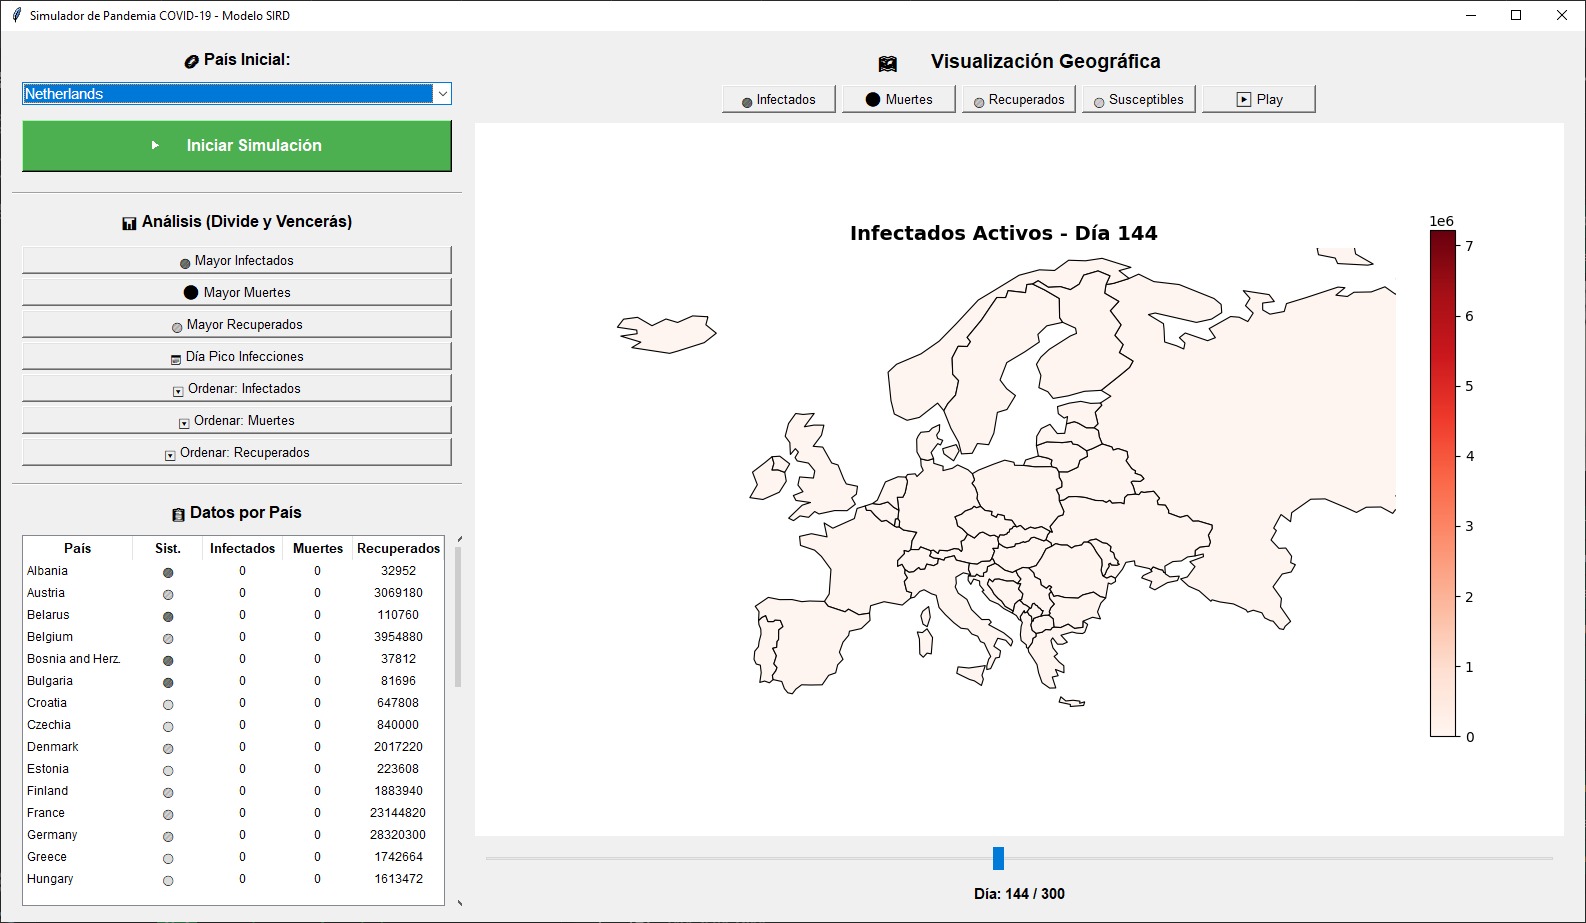 Simulador de Pandemia COVID-19 - Modelo SIRD
País Inicial:
Netherlands
Iniciar Simulación
Análisis (Divide y Vencerás)
Mayor Infectados
Mayor Muertes
Mayor Recuperados
Día Pico Infecciones
Ordenar: Infectados
Ordenar: Muertes
Ordenar: Recuperados
Datos por País
País Sist. Infectados Muertes Recuperados
Albania 0 0 32952
Austria 0 0 3069180
Belarus 0 0 110760
Belgium 0 0 3954880
Bosnia and Herz. 0 0 37812
Bulgaria 0 0 81696
Croatia 0 0 647808
Czechia 0 0 840000
Denmark 0 0 2017220
Estonia 0 0 223608
Finland 0 0 1883940
France 0 0 23144820
Germany 0 0 28320300
Greece 0 0 1742664
Hungary 0 0 1613472
Visualización Geográfica
Infectados Muertes Recuperados Susceptibles Play
Infectados Activos - Día 144
1e6
7
6
5
4
3
2
1
0
Día: 144 / 300